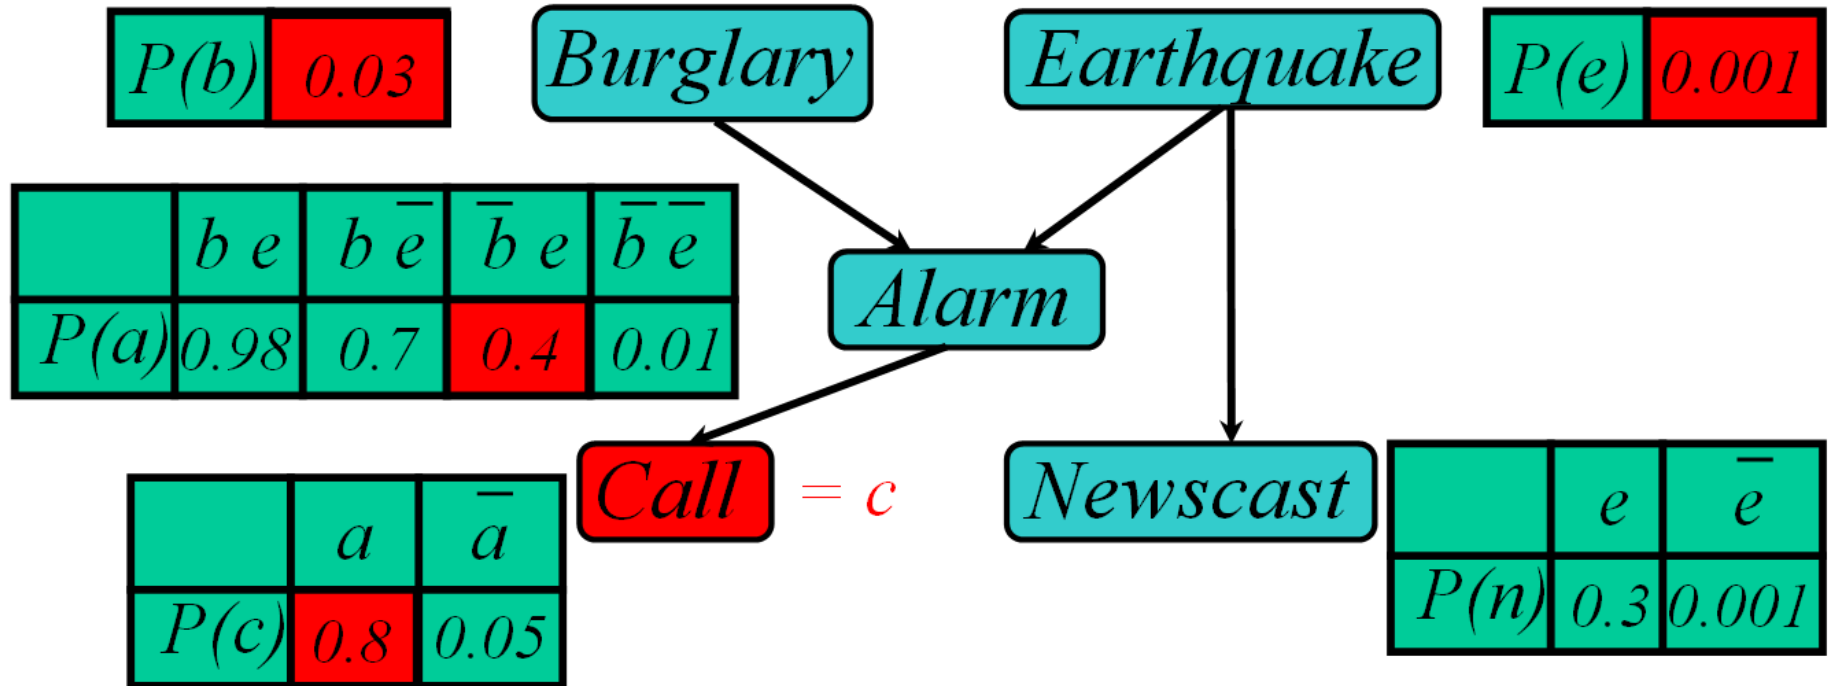 P(b) 0.03
Burglary
Earthquake
P(e) 0.001
b e b e̅ b̅ e b̅ e̅
P(a) 0.98 0.7 0.4 0.01
Alarm
Call = c
Newscast
a a̅
P(c) 0.8 0.05
e e̅
P(n) 0.3 0.001